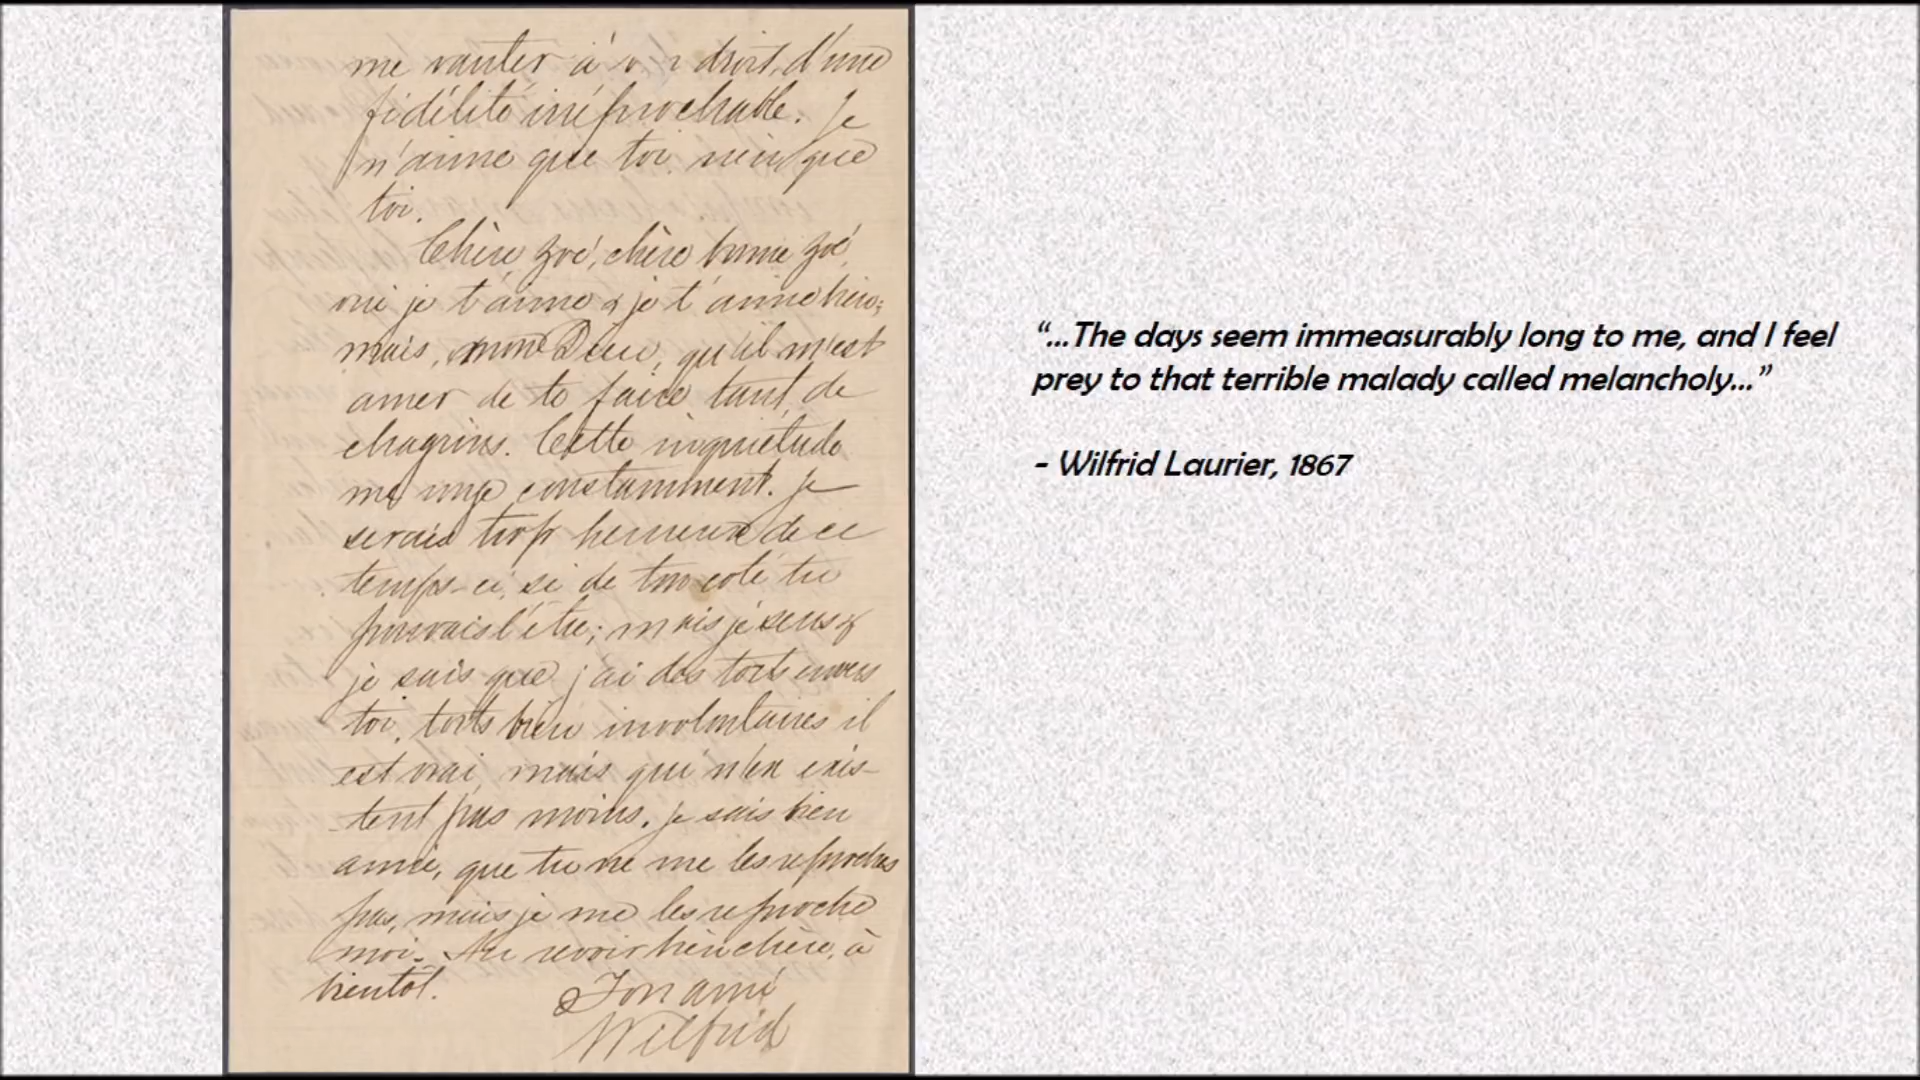 me vanter à droit, d'une
fidélité inéprochable. Je
n'aime que toi rien que
toi.
Chère Zoé, chère bonne Zoé,
oui je t'aime & je t'aime bien;
mais, mon Dieu, qu'il m'est
amer de te faire tant de
chagrins. Cette inquiétude
me ronge constamment. Je
serais trop heureux de ce
temps-ci, si de ton coté tu
pouvais l'être; mais je sens &
je sais que j'ai des torts envers
toi, torts bien involontaires il
est vrai, mais qui n'en exis-
tent pas moins. Je sais bien
amie, que tu ne me les reproches
pas, mais je me les reproche
moi. Au revoir bien chère, à
bientôt.
Ton ami
Wilfrid
“...The days seem immeasurably long to me, and I feel
prey to that terrible malady called melancholy...”
- Wilfrid Laurier, 1867